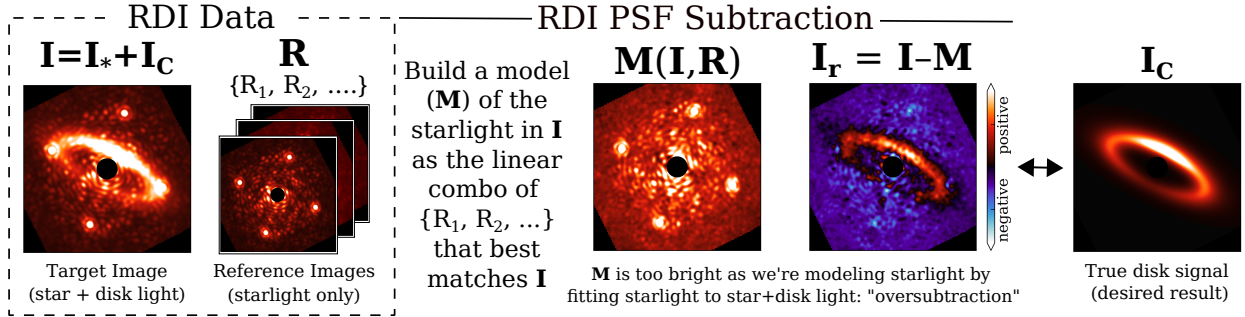 RDI Data
I=I*+IC
R
{R1, R2, ....}
Target Image
(star + disk light)
Reference Images
(starlight only)
RDI PSF Subtraction
Build a model
(M) of the
starlight in I
as the linear
combo of
{R1, R2, ...}
that best
matches I
M(I,R)
Ir = I–M
negative positive
M is too bright as we're modeling starlight by
fitting starlight to star+disk light: "oversubtraction"
IC
True disk signal
(desired result)